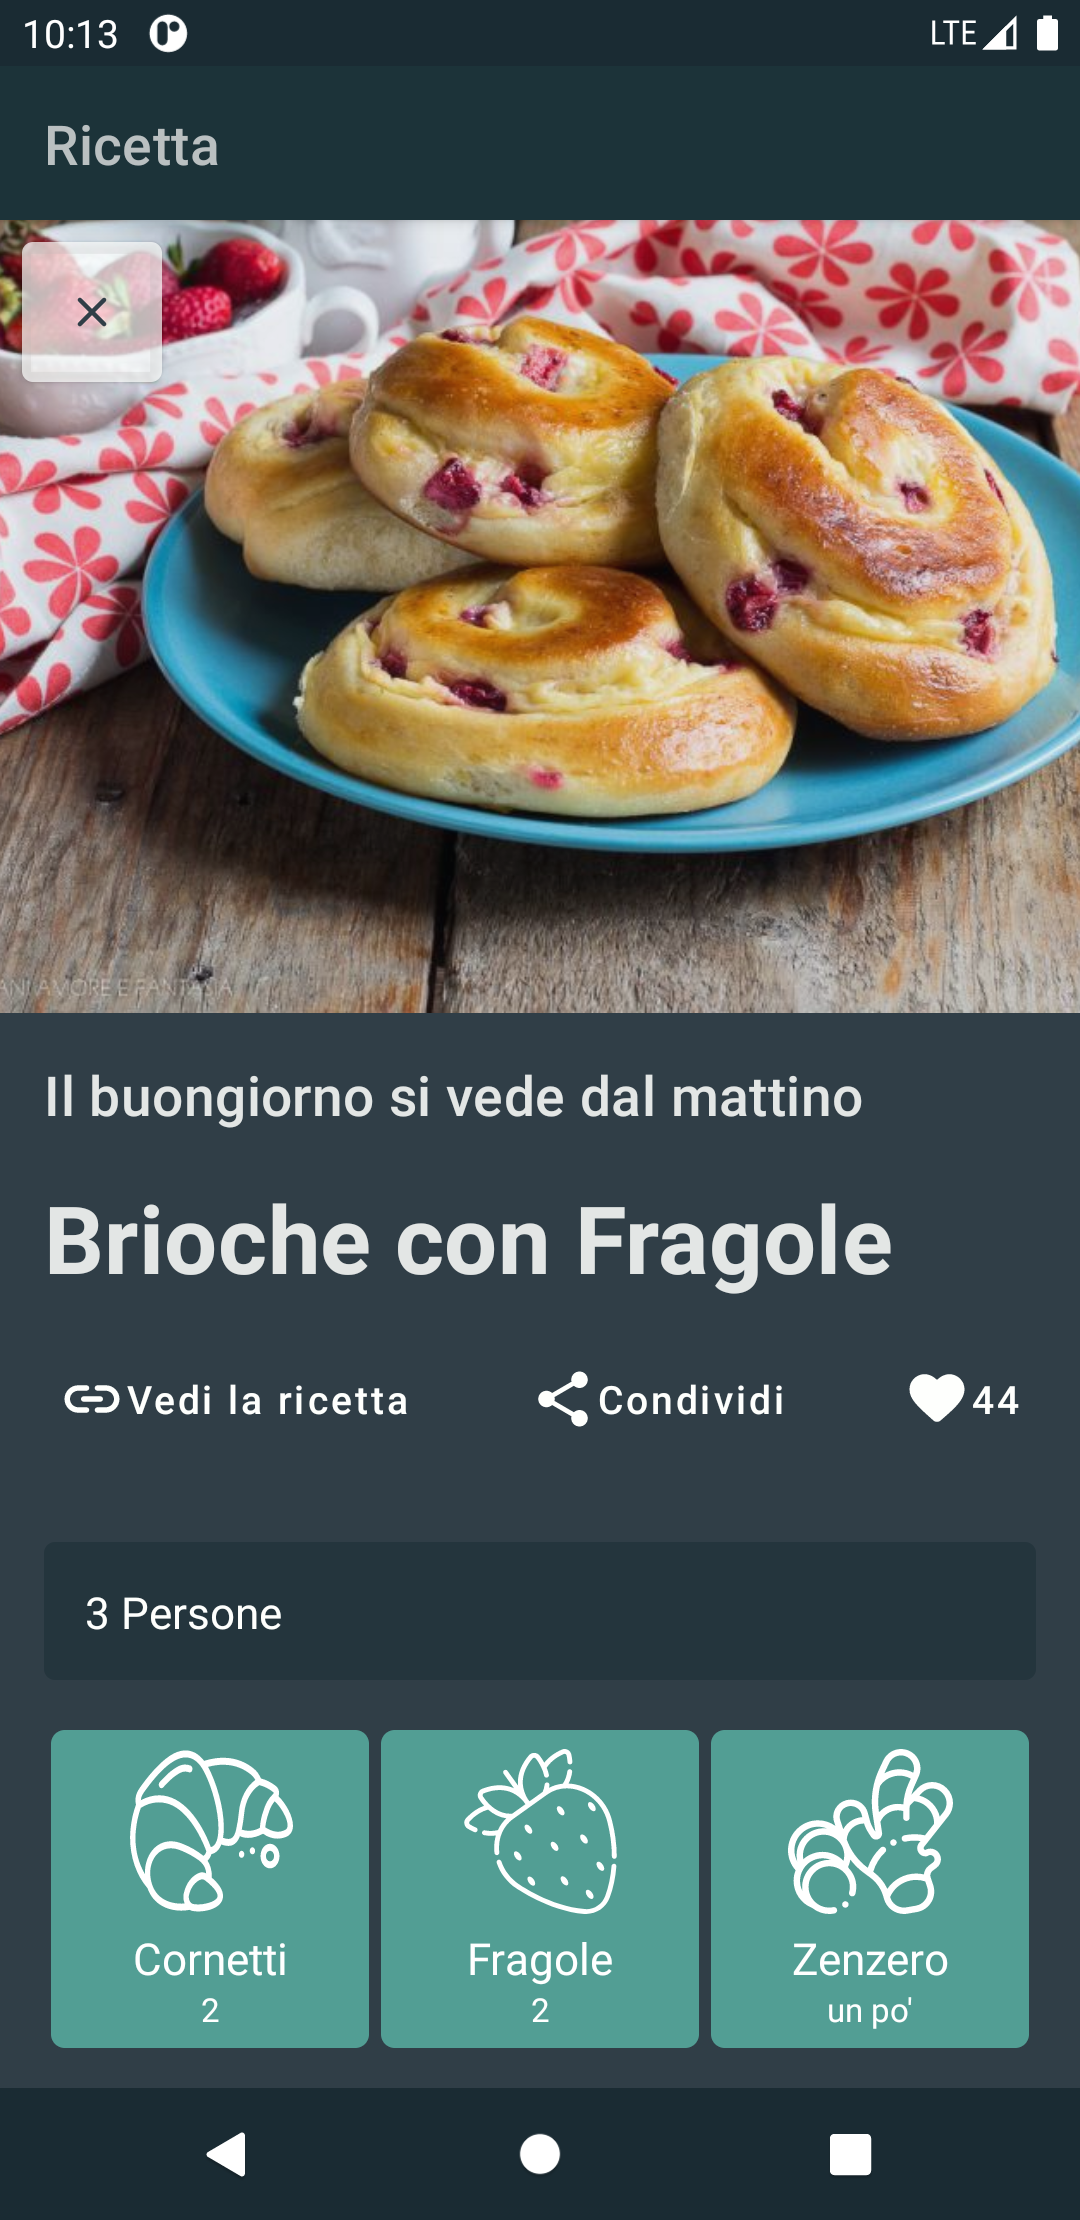 10:13
LTE
Ricetta
ANI AMORE E FANTASIA
Il buongiorno si vede dal mattino
Brioche con Fragole
Vedi la ricetta
Condividi
44
3 Persone
Cornetti
2
Fragole
2
Zenzero
un po'